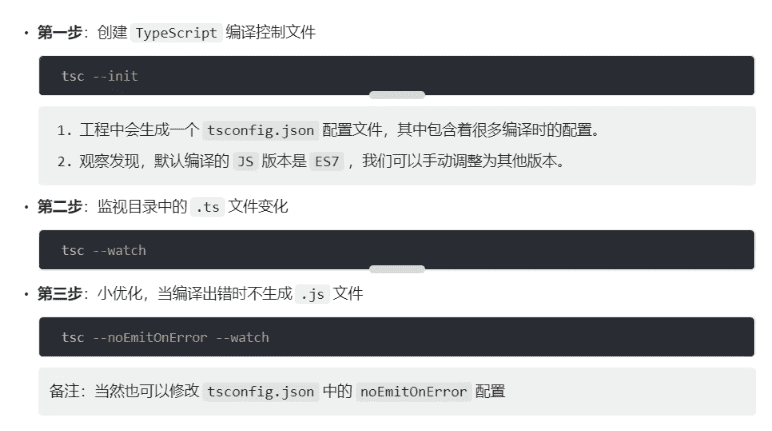 • 第一步：创建 TypeScript 编译控制文件
tsc --init
1. 工程中会生成一个 tsconfig.json 配置文件，其中包含着很多编译时的配置。
2. 观察发现，默认编译的 JS 版本是 ES7 ，我们可以手动调整为其他版本。
• 第二步：监视目录中的 .ts 文件变化
tsc --watch
• 第三步：小优化，当编译出错时不生成 .js 文件
tsc --noEmitOnError --watch
备注：当然也可以修改 tsconfig.json 中的 noEmitOnError 配置